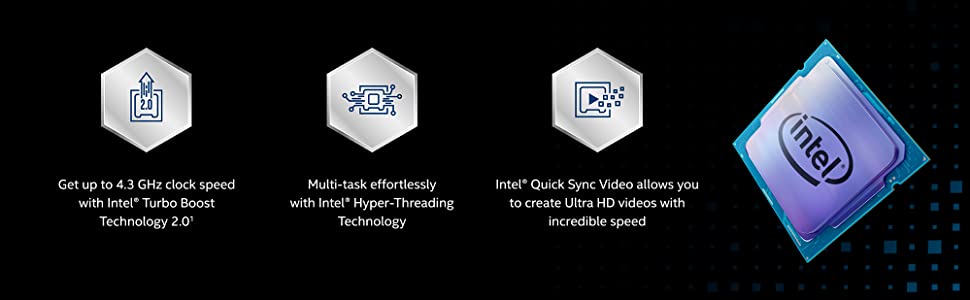 2.0
Get up to 4.3 GHz clock speed
with Intel® Turbo Boost
Technology 2.0¹
Multi-task effortlessly
with Intel® Hyper-Threading
Technology
Intel® Quick Sync Video allows you
to create Ultra HD videos with
incredible speed
intel